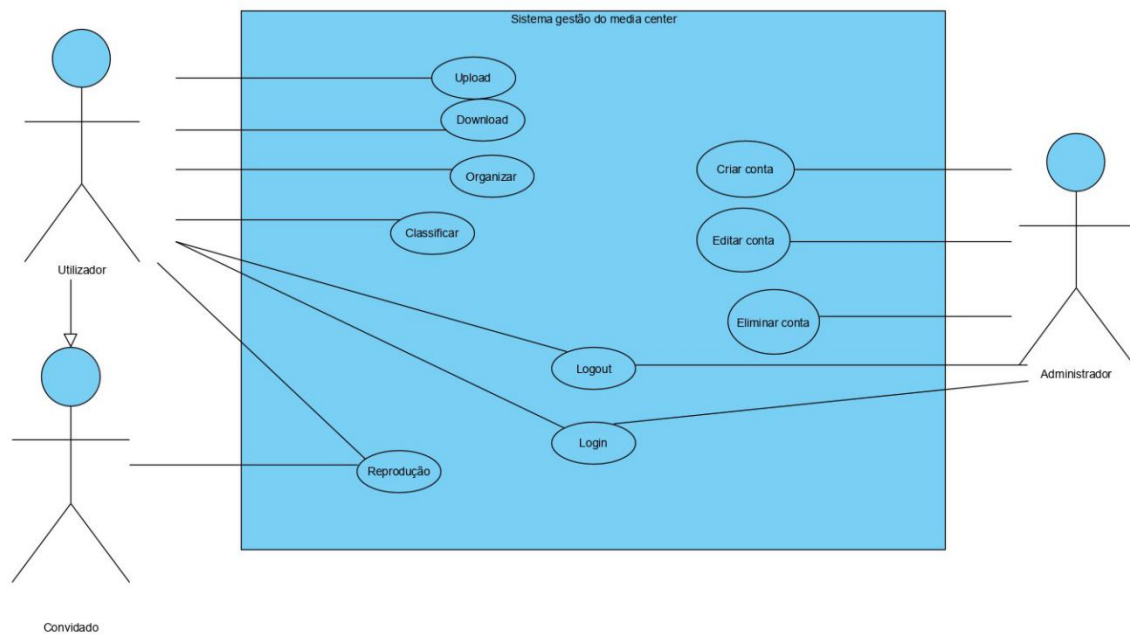 Sistema gestão do media center
Upload
Download
Organizar
Criar conta
Classificar
Editar conta
Utilizador
Eliminar conta
Logout
Administrador
Login
Reprodução
Convidado